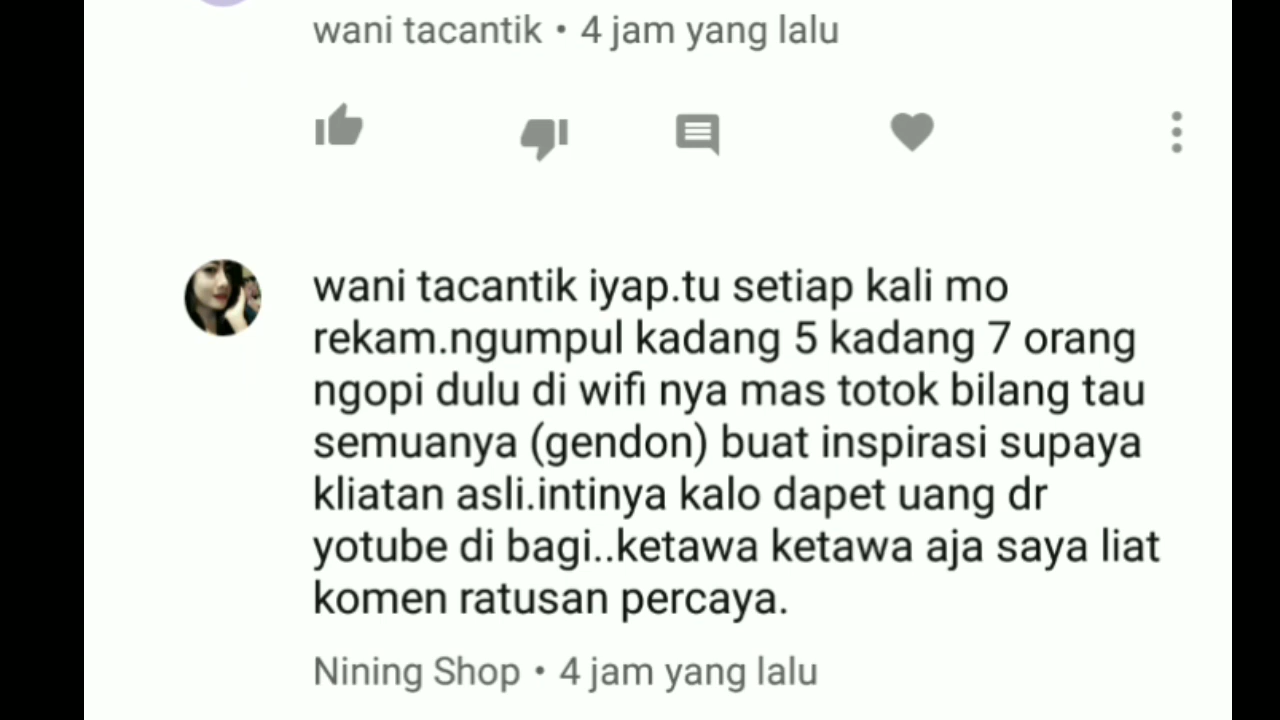 wani tacantik • 4 jam yang lalu
wani tacantik iyap.tu setiap kali mo
rekam.ngumpul kadang 5 kadang 7 orang
ngopi dulu di wifi nya mas totok bilang tau
semuanya (gendon) buat inspirasi supaya
kliatan asli.intinya kalo dapet uang dr
yotube di bagi..ketawa ketawa aja saya liat
komen ratusan percaya.
Nining Shop • 4 jam yang lalu